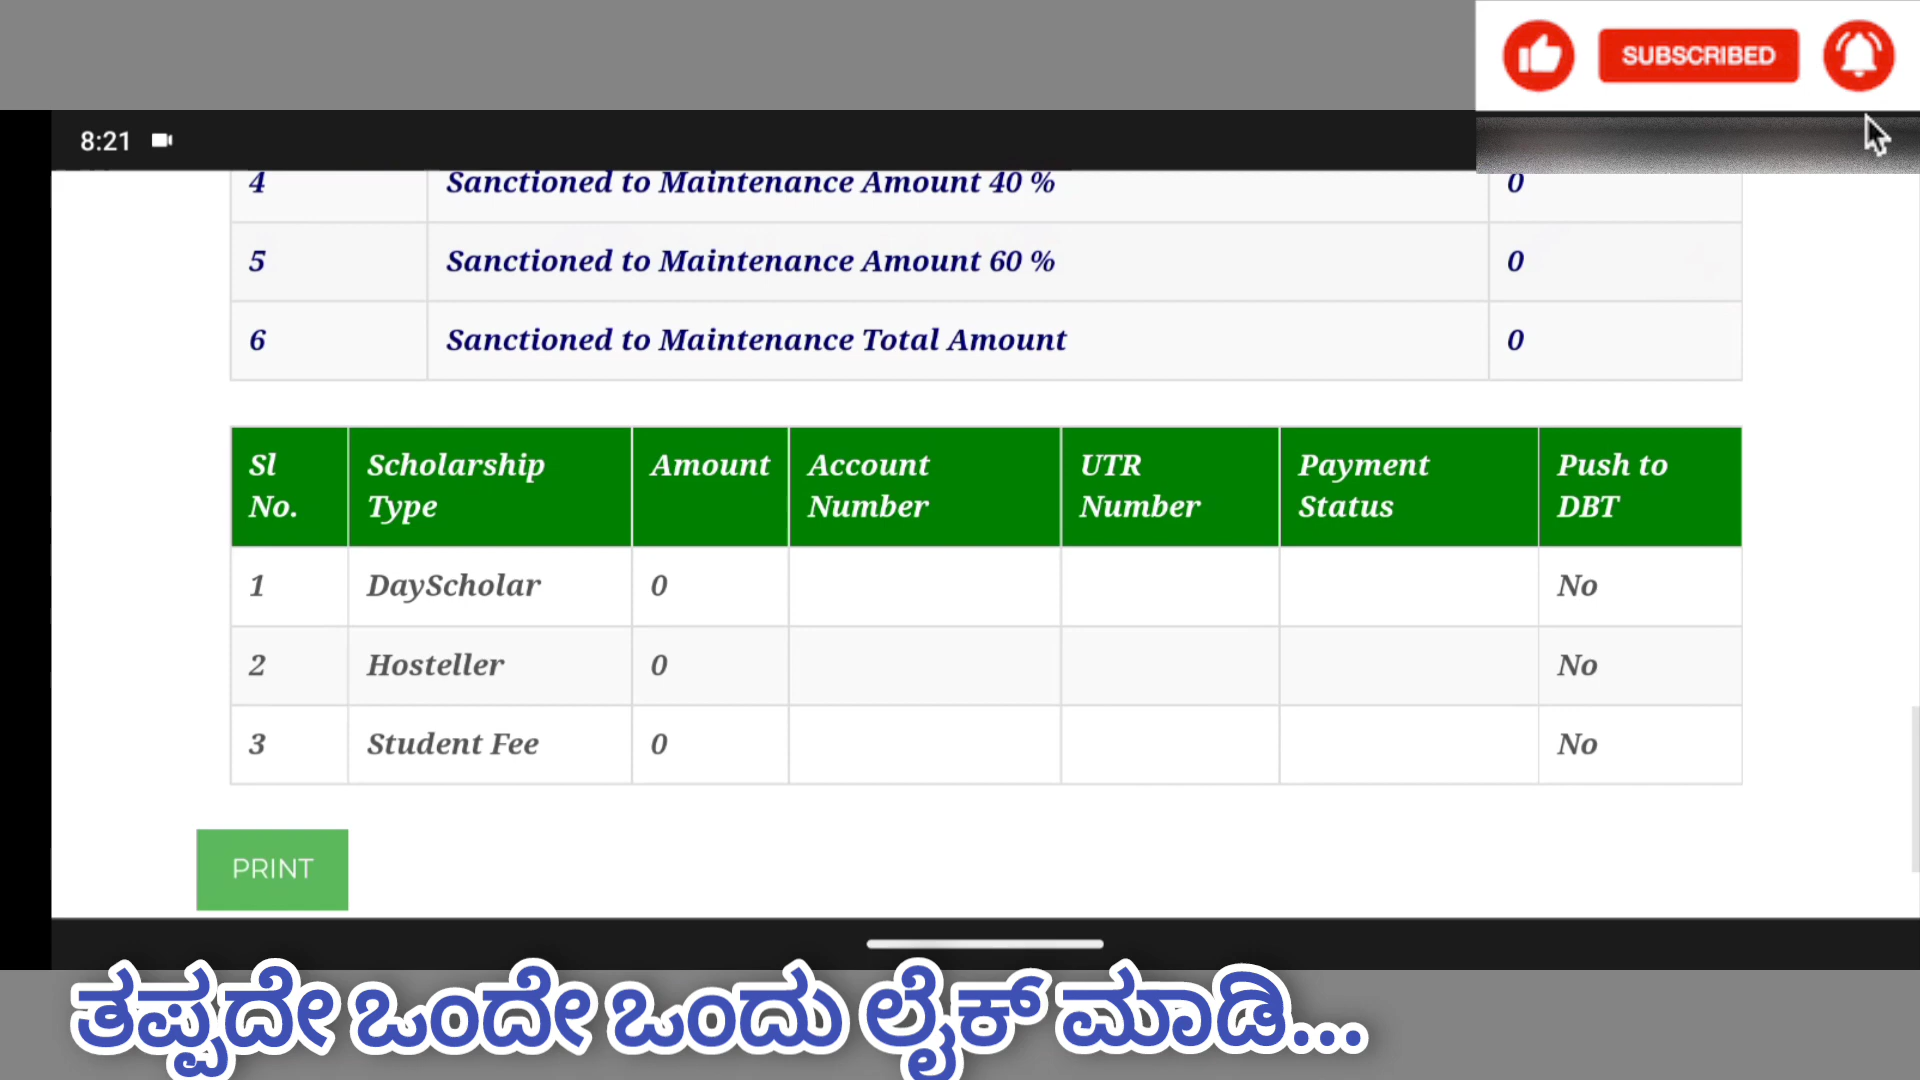 SUBSCRIBED
8:21
4 Sanctioned to Maintenance Amount 40 % 0
5 Sanctioned to Maintenance Amount 60 % 0
6 Sanctioned to Maintenance Total Amount 0
Sl No. Scholarship Type Amount Account Number UTR Number Payment Status Push to DBT
1 DayScholar 0 No
2 Hosteller 0 No
3 Student Fee 0 No
PRINT
ತಪ್ಪದೇ ಒಂದೇ ಒಂದು ಲೈಕ್ ಮಾಡಿ...